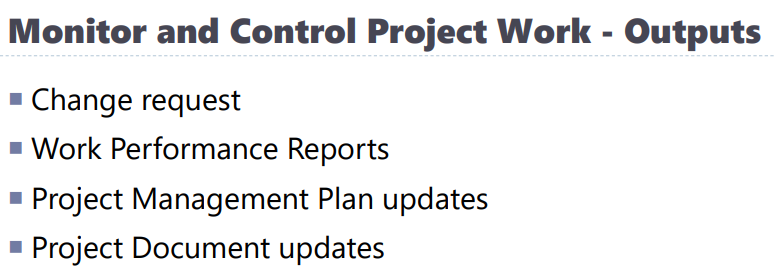 Monitor and Control Project Work - Outputs
Change request
Work Performance Reports
Project Management Plan updates
Project Document updates